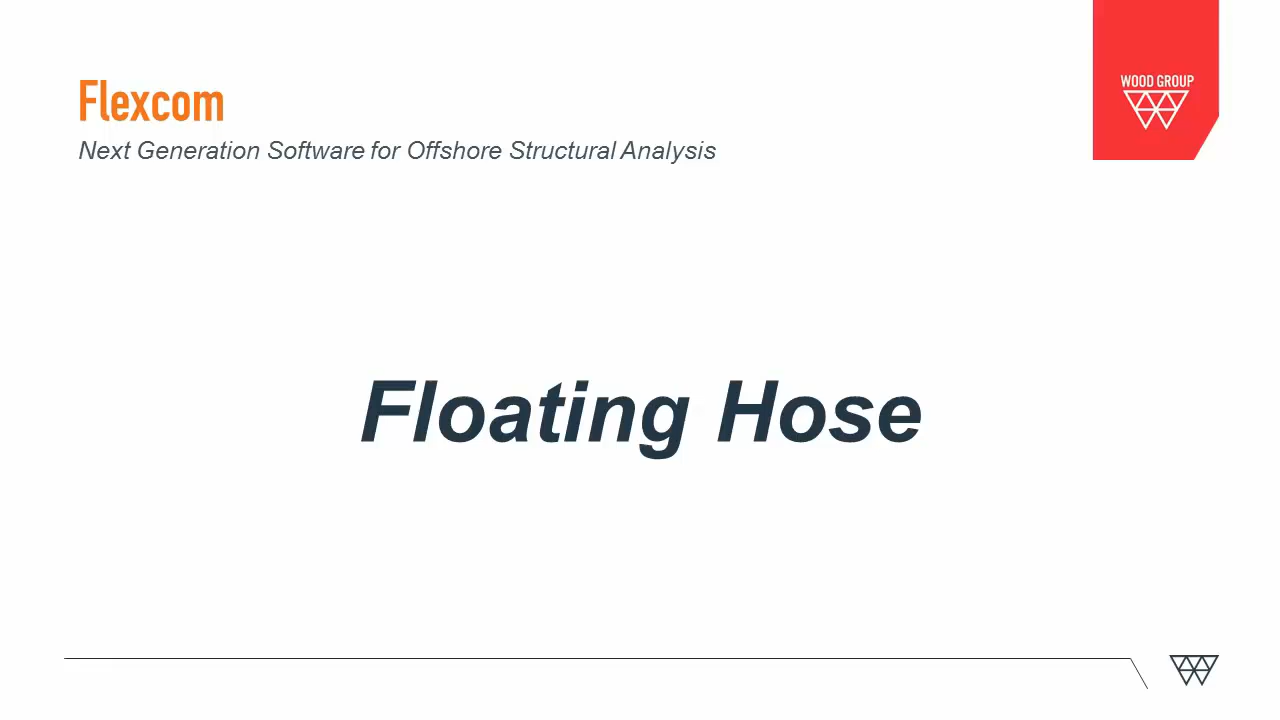 Flexcom
Next Generation Software for Offshore Structural Analysis
WOOD GROUP
Floating Hose